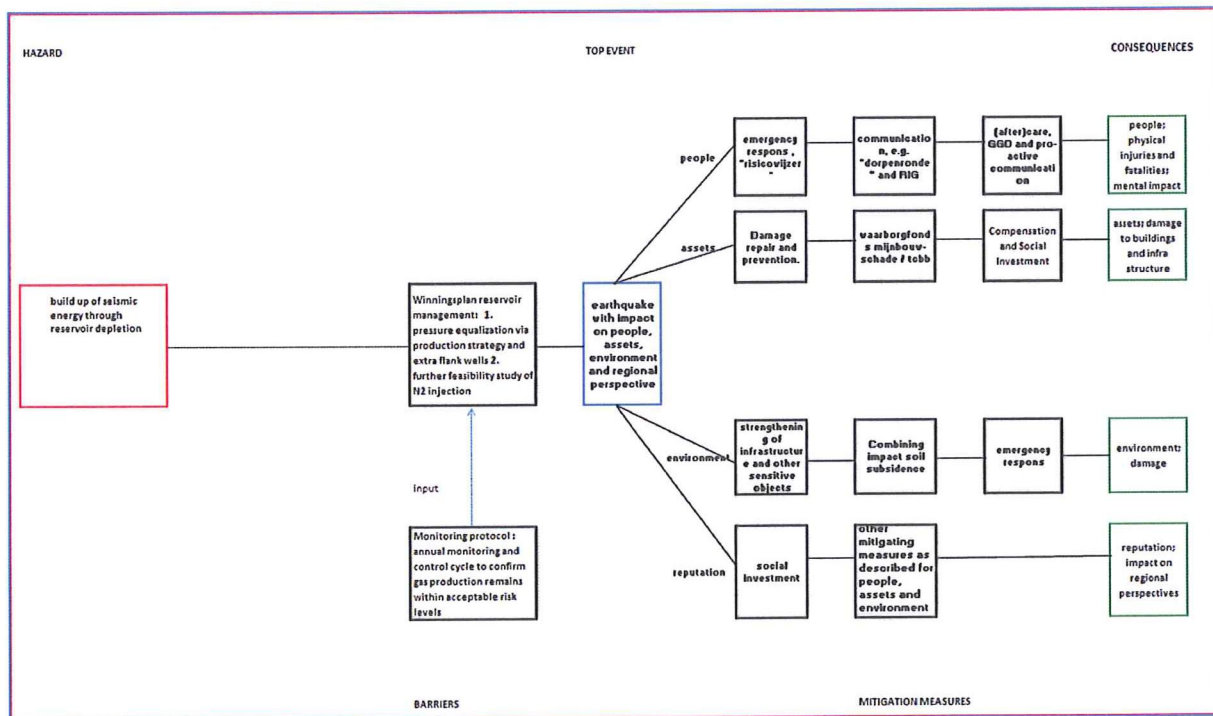 HAZARD
TOP EVENT
CONSEQUENCES
people
emergency
respons ,
"risicowijzer
"
communicatio
n, e.g.
"dorpenronde
" and RIG
(after)care,
GGD and pro-
active
communicati
on
people;
physical
injuries and
fatalities;
mental impact
assets
Damage
repair and
prevention.
waarborgfond
s mijnbouw-
schade / tcbb
Compensation
and Social
Investment
assets; damage
to buildings
and infra
structure
build up of seismic
energy through
reservoir depletion
Winningsplan reservoir
management: 1.
pressure equalization via
production strategy and
extra flank wells 2.
further feasibility study of
N2 injection
earthquake
with impact
on people,
assets,
environment
and regional
perspective
environment
strengthenin
g of
infrastructur
e and other
sensitive
objects
Combining
impact soil
subsidence
emergency
respons
environment;
damage
input
Monitoring protocol :
annual monitoring and
control cycle to confirm
gas production remains
within acceptable risk
levels
reputation
social
investment
other
mitigating
measures as
described for
people,
assets and
environment
reputation;
impact on
regional
perspectives
BARRIERS
MITIGATION MEASURES